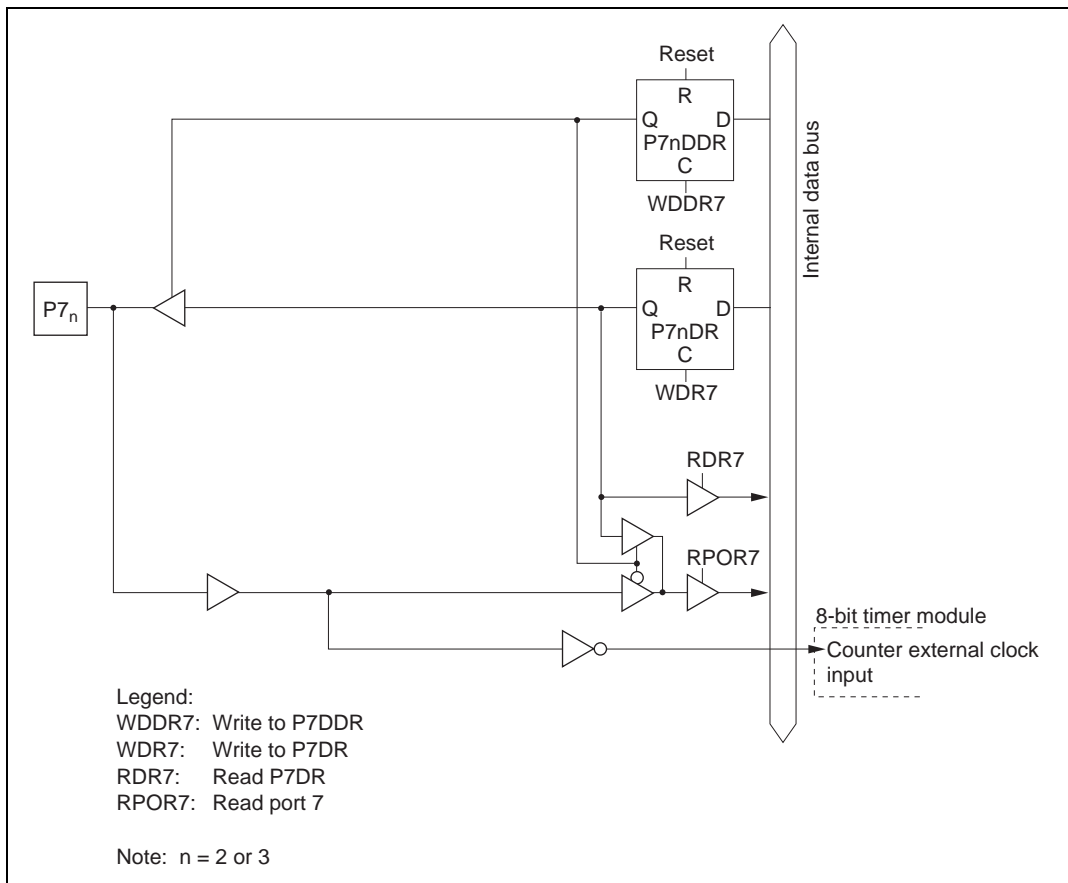 Reset
R
Q D
P7nDDR
C
WDDR7
Internal data bus
Reset
R
P7n
Q D
P7nDR
C
WDR7
RDR7
RPOR7
8-bit timer module
Counter external clock
input
Legend:
WDDR7: Write to P7DDR
WDR7: Write to P7DR
RDR7: Read P7DR
RPOR7: Read port 7
Note: n = 2 or 3